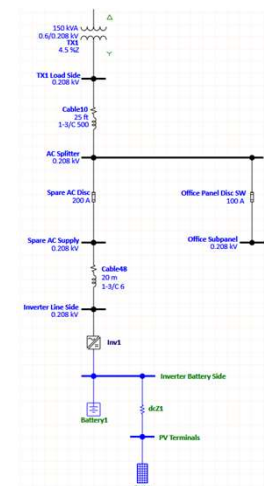 150 kVA
0.6/0.208 kV
TX1
4.5 %Z
TX1 Load Side
0.208 kV
Cable10
25 ft
1-3/C 500
AC Splitter
0.208 kV
Spare AC Disc
200 A
Office Panel Disc SW
100 A
Spare AC Supply
0.208 kV
Office Subpanel
0.208 kV
Cable48
20 m
1-3/C 6
Inverter Line Side
0.208 kV
Inv1
Inverter Battery Side
Battery1
dcZ1
PV Terminals